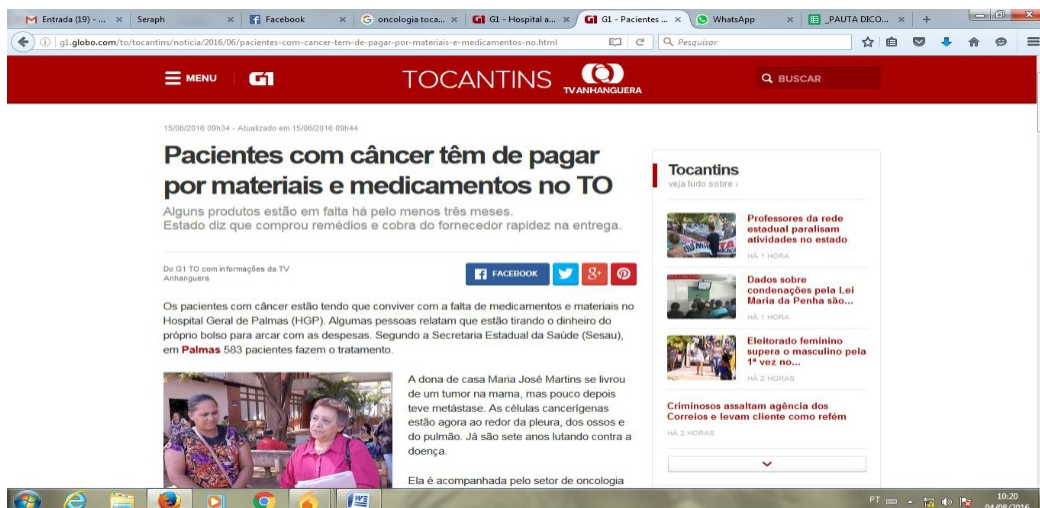 Entrada (19) - ...
Seraph
Facebook
oncologia toca...
G1 - Hospital a...
G1 - Pacientes ...
WhatsApp
_PAUTA DICO...
g1.globo.com/to/tocantins/noticia/2016/06/pacientes-com-cancer-tem-de-pagar-por-materiais-e-medicamentos-no.html
Pesquisar
MENU
G1
TOCANTINS
TV ANHANGUERA
BUSCAR
15/06/2016 09h34 - Atualizado em 15/06/2016 09h44
Pacientes com câncer têm de pagar
por materiais e medicamentos no TO
Alguns produtos estão em falta há pelo menos três meses.
Estado diz que comprou remédios e cobra do fornecedor rapidez na entrega.
Do G1 TO com informações da TV
Anhanguera
FACEBOOK
Os pacientes com câncer estão tendo que conviver com a falta de medicamentos e materiais no
Hospital Geral de Palmas (HGP). Algumas pessoas relatam que estão tirando o dinheiro do
próprio bolso para arcar com as despesas. Segundo a Secretaria Estadual da Saúde (Sesau),
em Palmas 583 pacientes fazem o tratamento.
A dona de casa Maria José Martins se livrou
de um tumor na mama, mas pouco depois
teve metástase. As células cancerígenas
estão agora ao redor da pleura, dos ossos e
do pulmão. Já são sete anos lutando contra a
doença.
Ela é acompanhada pelo setor de oncologia
Tocantins
veja tudo sobre ›
Professores da rede
estadual paralisam
atividades no estado
HÁ 1 HORA
Dados sobre
condenações pela Lei
Maria da Penha são...
HÁ 1 HORA
Eleitorado feminino
supera o masculino pela
1ª vez no...
HÁ 2 HORAS
Criminosos assaltam agência dos
Correios e levam cliente como refém
HÁ 2 HORAS
PT
10:20
04/08/2016